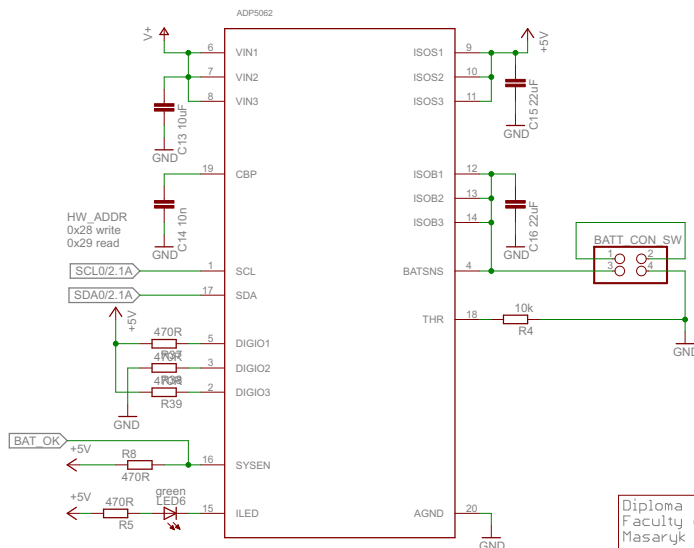 ADP5062
V+
6 VIN1
7 VIN2
8 VIN3
C13 10uF
GND
19 CBP
C14 10n
GND
HW_ADDR
0x28 write
0x29 read
SCL0/2.1A
1 SCL
SDA0/2.1A
17 SDA
+5V
470R
R37
5 DIGIO1
470R
R38
3 DIGIO2
470R
R39
2 DIGIO3
GND
BAT_OK
+5V
R8
470R
16 SYSEN
+5V
470R
R5
green
LED6
15 ILED
ISOS1 9
ISOS2 10
ISOS3 11
+5V
C15 22uF
GND
ISOB1 12
ISOB2 13
ISOB3 14
C16 22uF
GND
BATSNS 4
BATT_CON_SW
1 2
3 4
THR 18
10k
R4
GND
AGND 20
GND
Diploma
Faculty
Masaryk